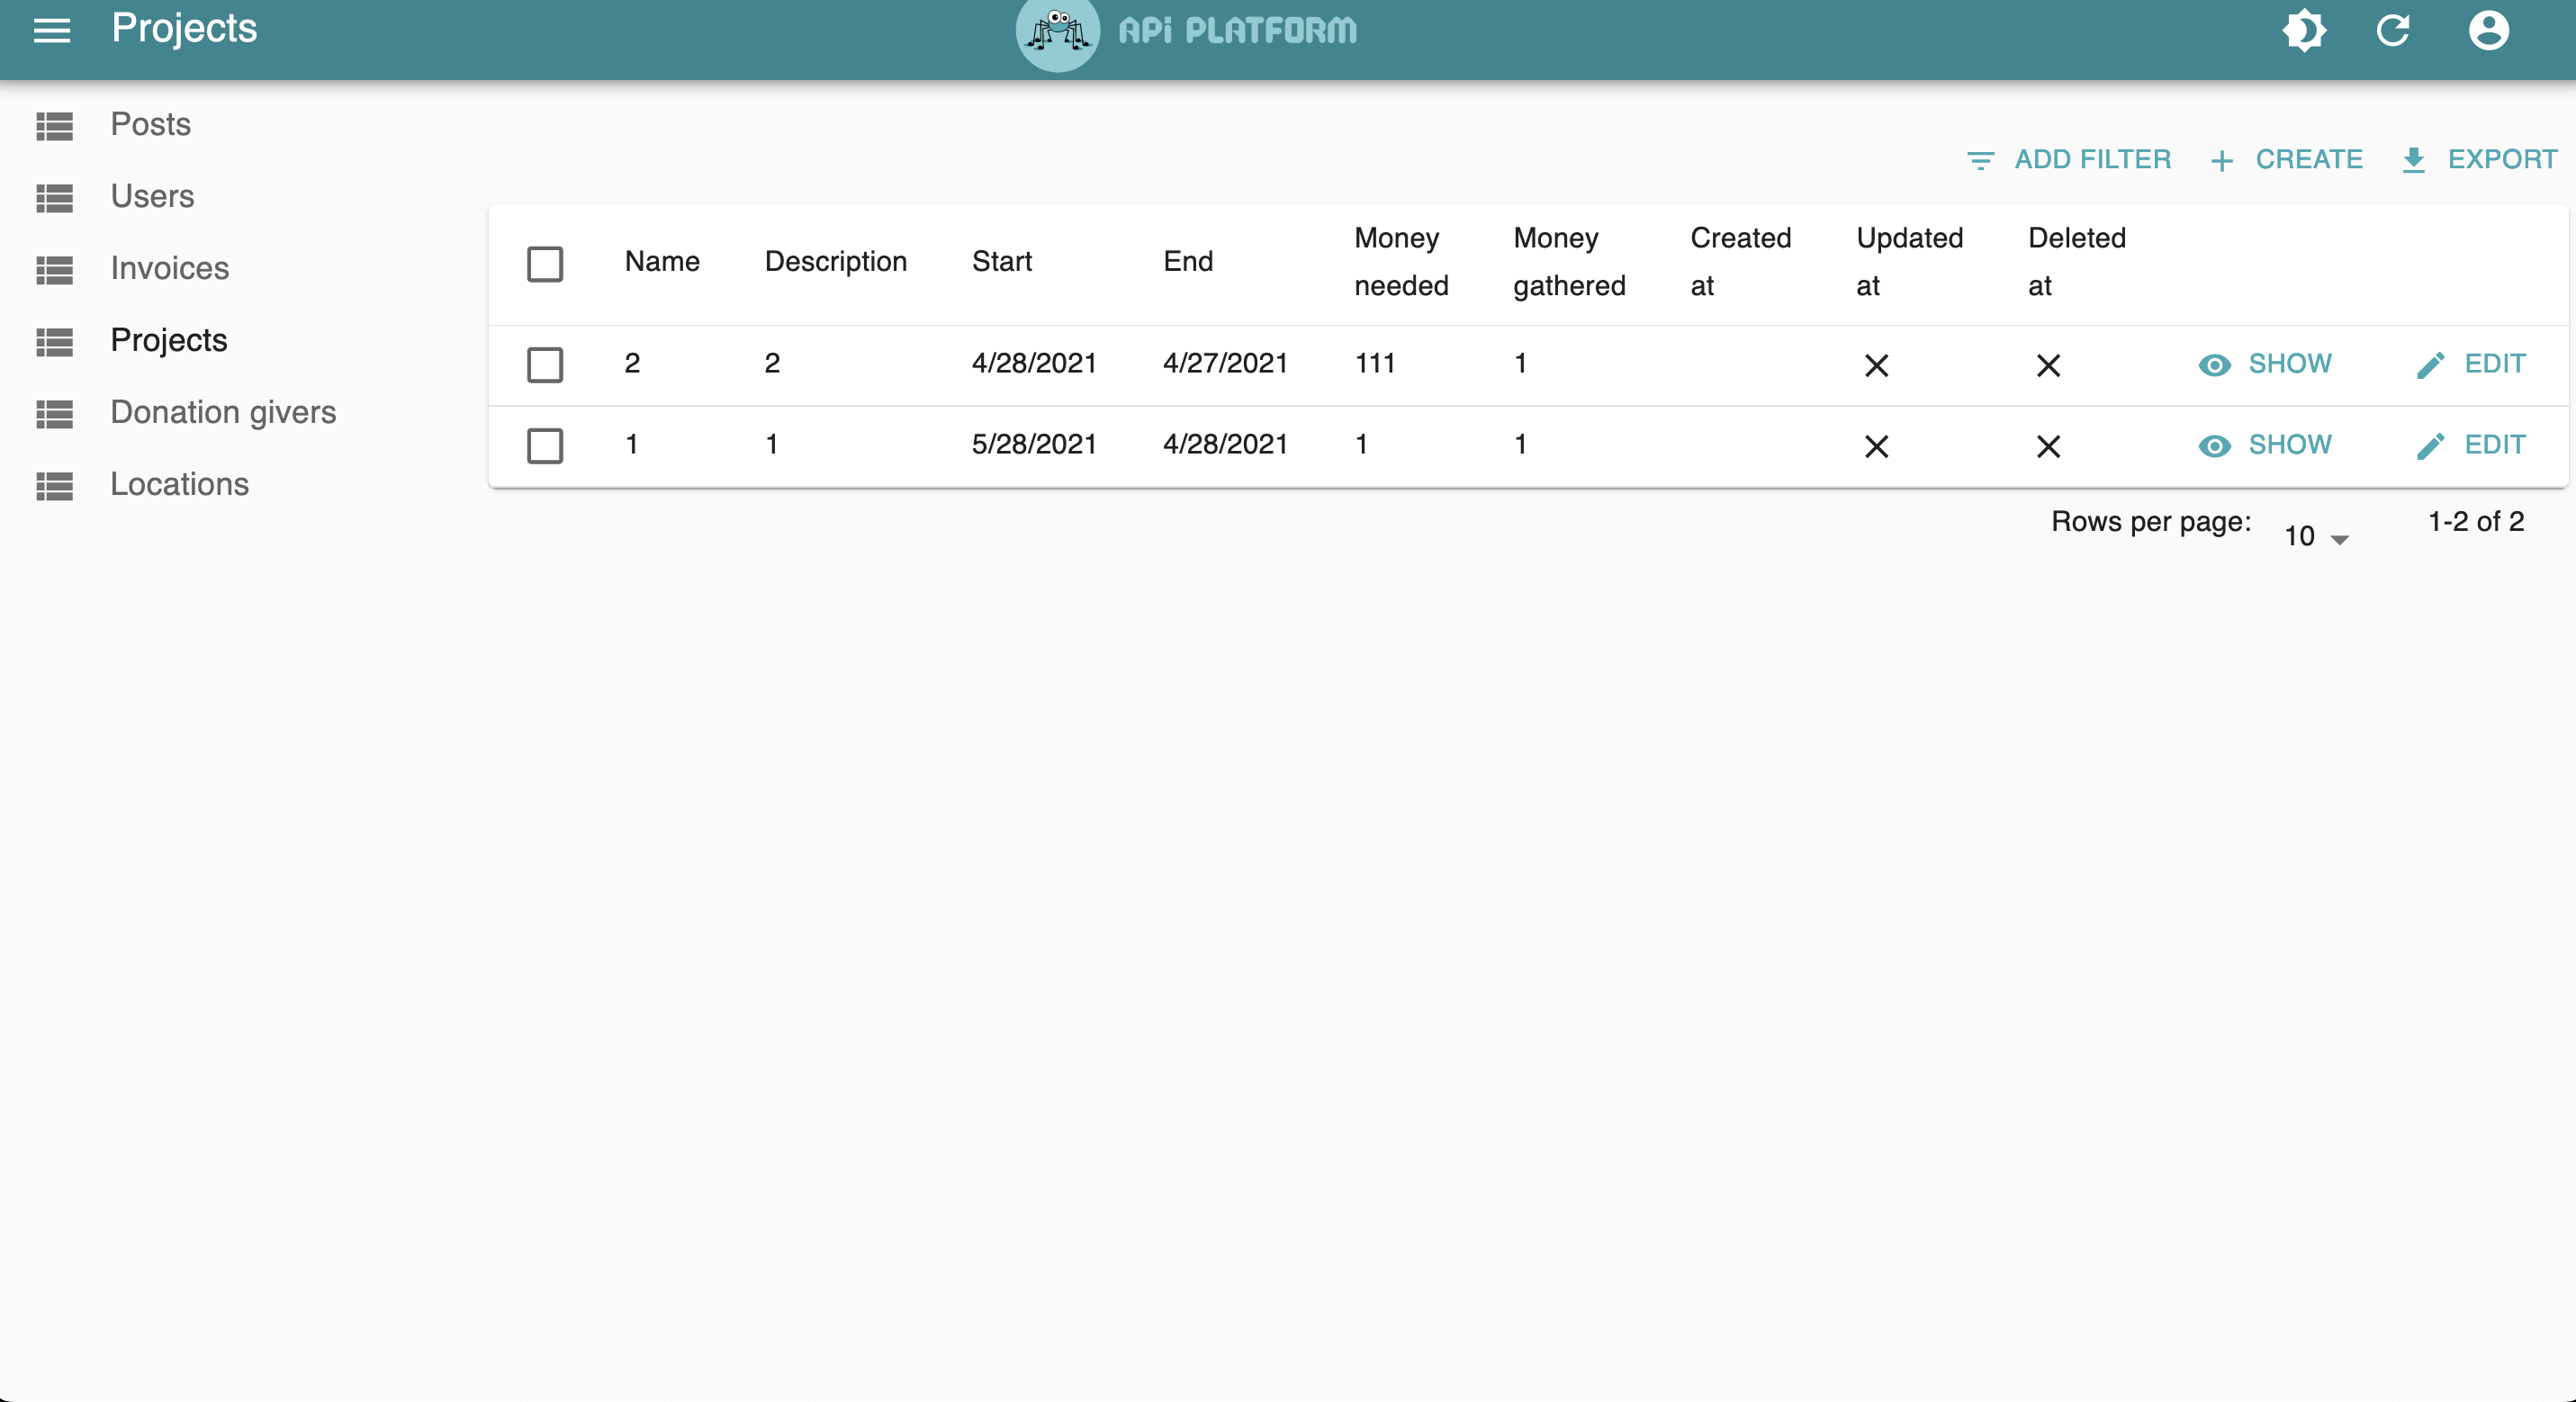 Projects
API PLATFORM
Posts
Users
Invoices
Projects
Donation givers
Locations
ADD FILTER CREATE EXPORT
Name Description Start End Money needed Money gathered Created at Updated at Deleted at
2 2 4/28/2021 4/27/2021 111 1 SHOW EDIT
1 1 5/28/2021 4/28/2021 1 1 SHOW EDIT
Rows per page: 10 1-2 of 2